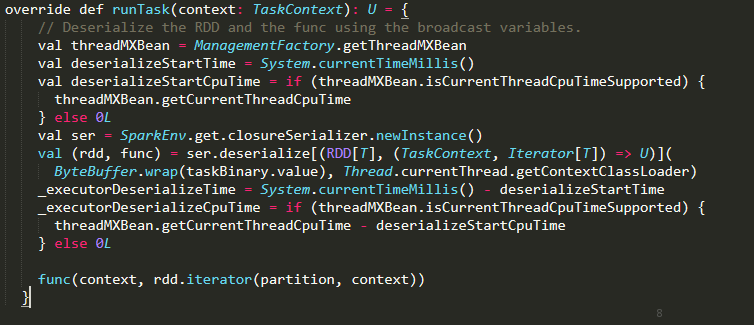 override def runTask(context: TaskContext): U = {
    // Deserialize the RDD and the func using the broadcast variables.
    val threadMXBean = ManagementFactory.getThreadMXBean
    val deserializeStartTime = System.currentTimeMillis()
    val deserializeStartCpuTime = if (threadMXBean.isCurrentThreadCpuTimeSupported) {
      threadMXBean.getCurrentThreadCpuTime
    } else 0L
    val ser = SparkEnv.get.closureSerializer.newInstance()
    val (rdd, func) = ser.deserialize[(RDD[T], (TaskContext, Iterator[T]) => U)](
      ByteBuffer.wrap(taskBinary.value), Thread.currentThread.getContextClassLoader)
    _executorDeserializeTime = System.currentTimeMillis() - deserializeStartTime
    _executorDeserializeCpuTime = if (threadMXBean.isCurrentThreadCpuTimeSupported) {
      threadMXBean.getCurrentThreadCpuTime - deserializeStartCpuTime
    } else 0L

    func(context, rdd.iterator(partition, context))
  }
8